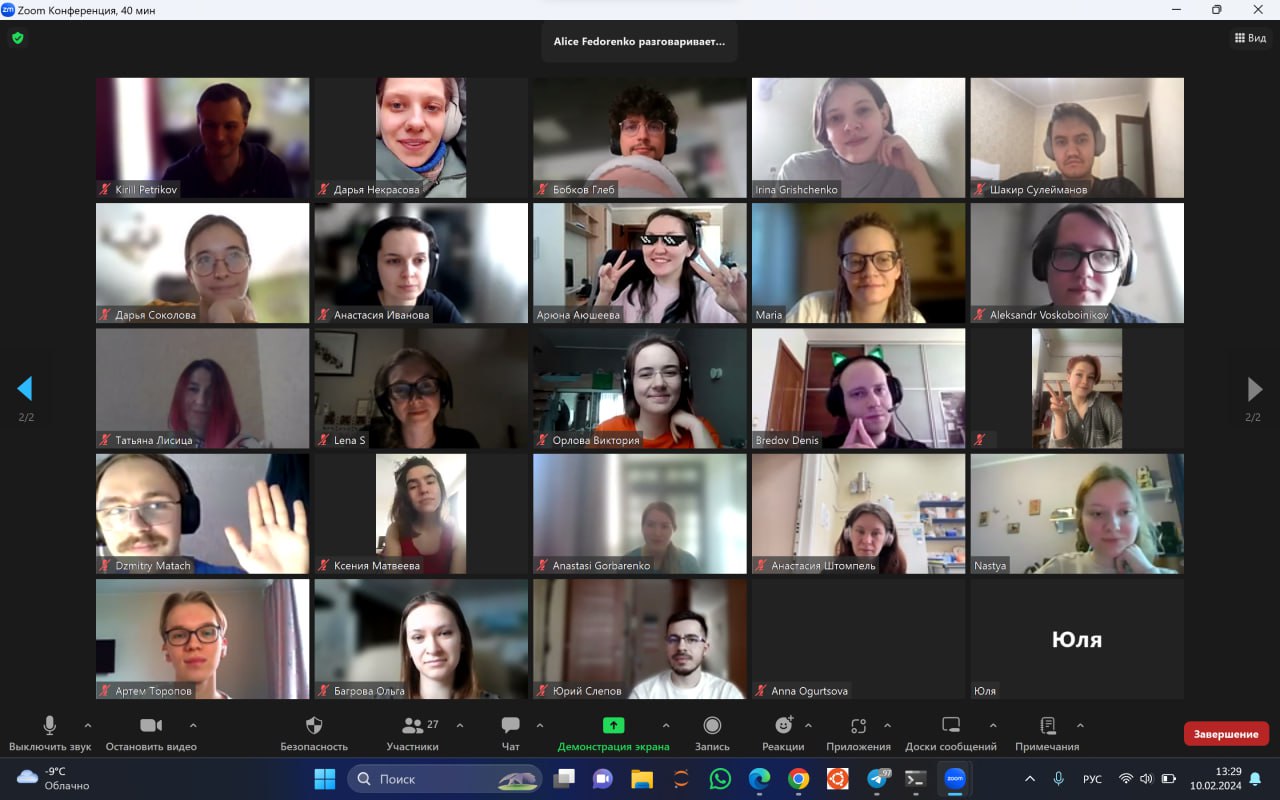 zm Zoom Конференция, 40 мин
Alice Fedorenko разговаривает...
Вид
Kirill Petrikov
Дарья Некрасова
Бобков Глеб
Irina Grishchenko
Шакир Сулейманов
Дарья Соколова
Анастасия Иванова
Арюна Аюшеева
Maria
Aleksandr Voskoboinikov
2/2
2/2
Татьяна Лисица
Lena S
Орлова Виктория
Bredov Denis
Dzmitry Matach
Ксения Матвеева
Anastasi Gorbarenko
Анастасия Штомпель
Nastya
Юля
Артем Торопов
Багрова Ольга
Юрий Слепов
Anna Ogurtsova
Юля
27
Выключить звук
Остановить видео
Безопасность
Участники
Чат
Демонстрация экрана
Запись
Реакции
Приложения
Доски сообщений
Примечания
Завершение
-9°C
Облачно
Поиск
97
zoom
РУС
13:29
10.02.2024